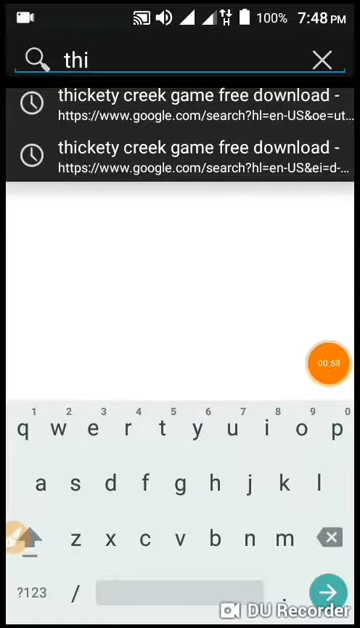 100% 7:48 PM
thi
thickety creek game free download -
https://www.google.com/search?hl=en-US&oe=ut...
thickety creek game free download -
https://www.google.com/search?hl=en-US&ei=d-...
00:58
1 2 3 4 5 6 7 8 9 0
q w e r t y u i o p
a s d f g h j k l
z x c v b n m
?123 / .
DU Recorder